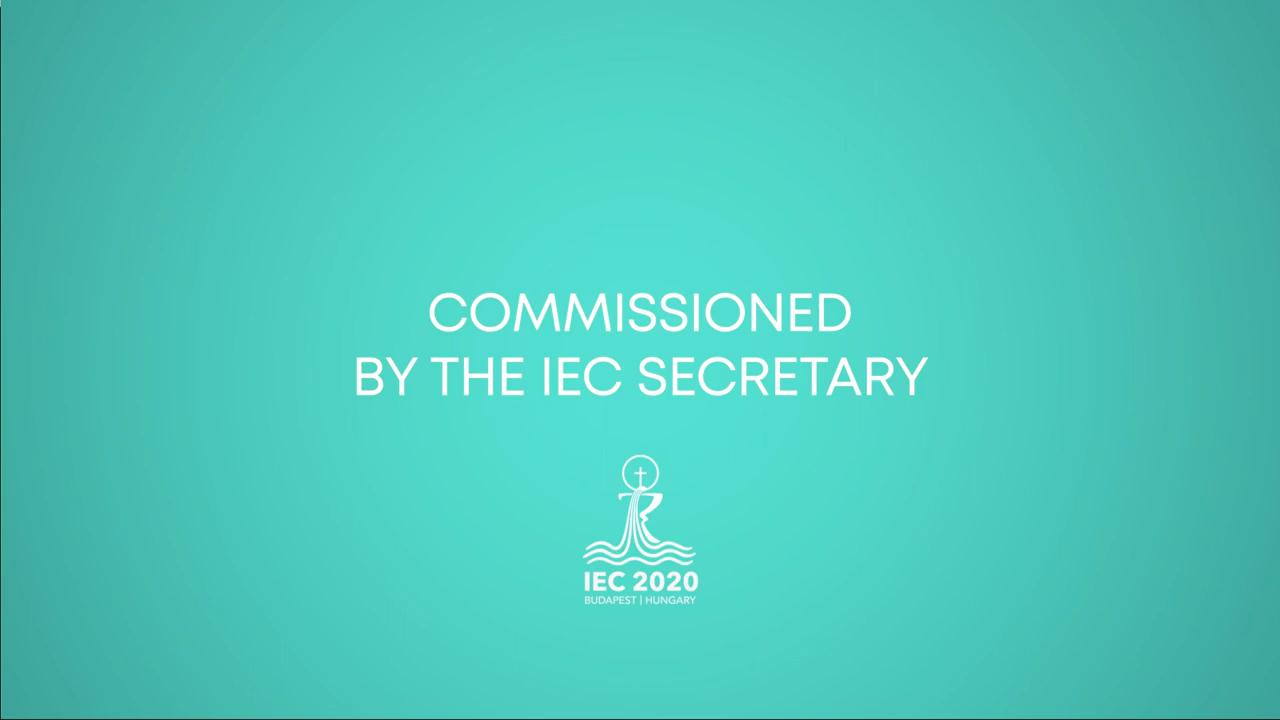 COMMISSIONED
BY THE IEC SECRETARY
IEC 2020
BUDAPEST | HUNGARY